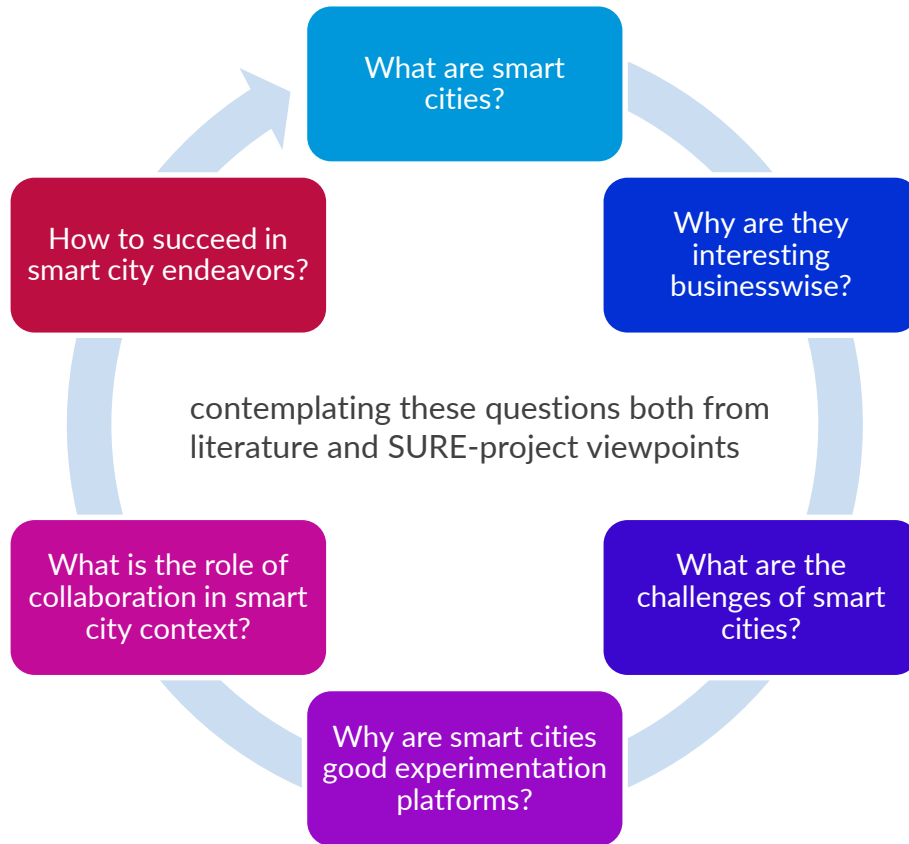 What are smart
cities?
Why are they
interesting
businesswise?
What are the
challenges of smart
cities?
Why are smart cities
good experimentation
platforms?
What is the role of
collaboration in smart
city context?
How to succeed in
smart city endeavors?
contemplating these questions both from
literature and SURE-project viewpoints